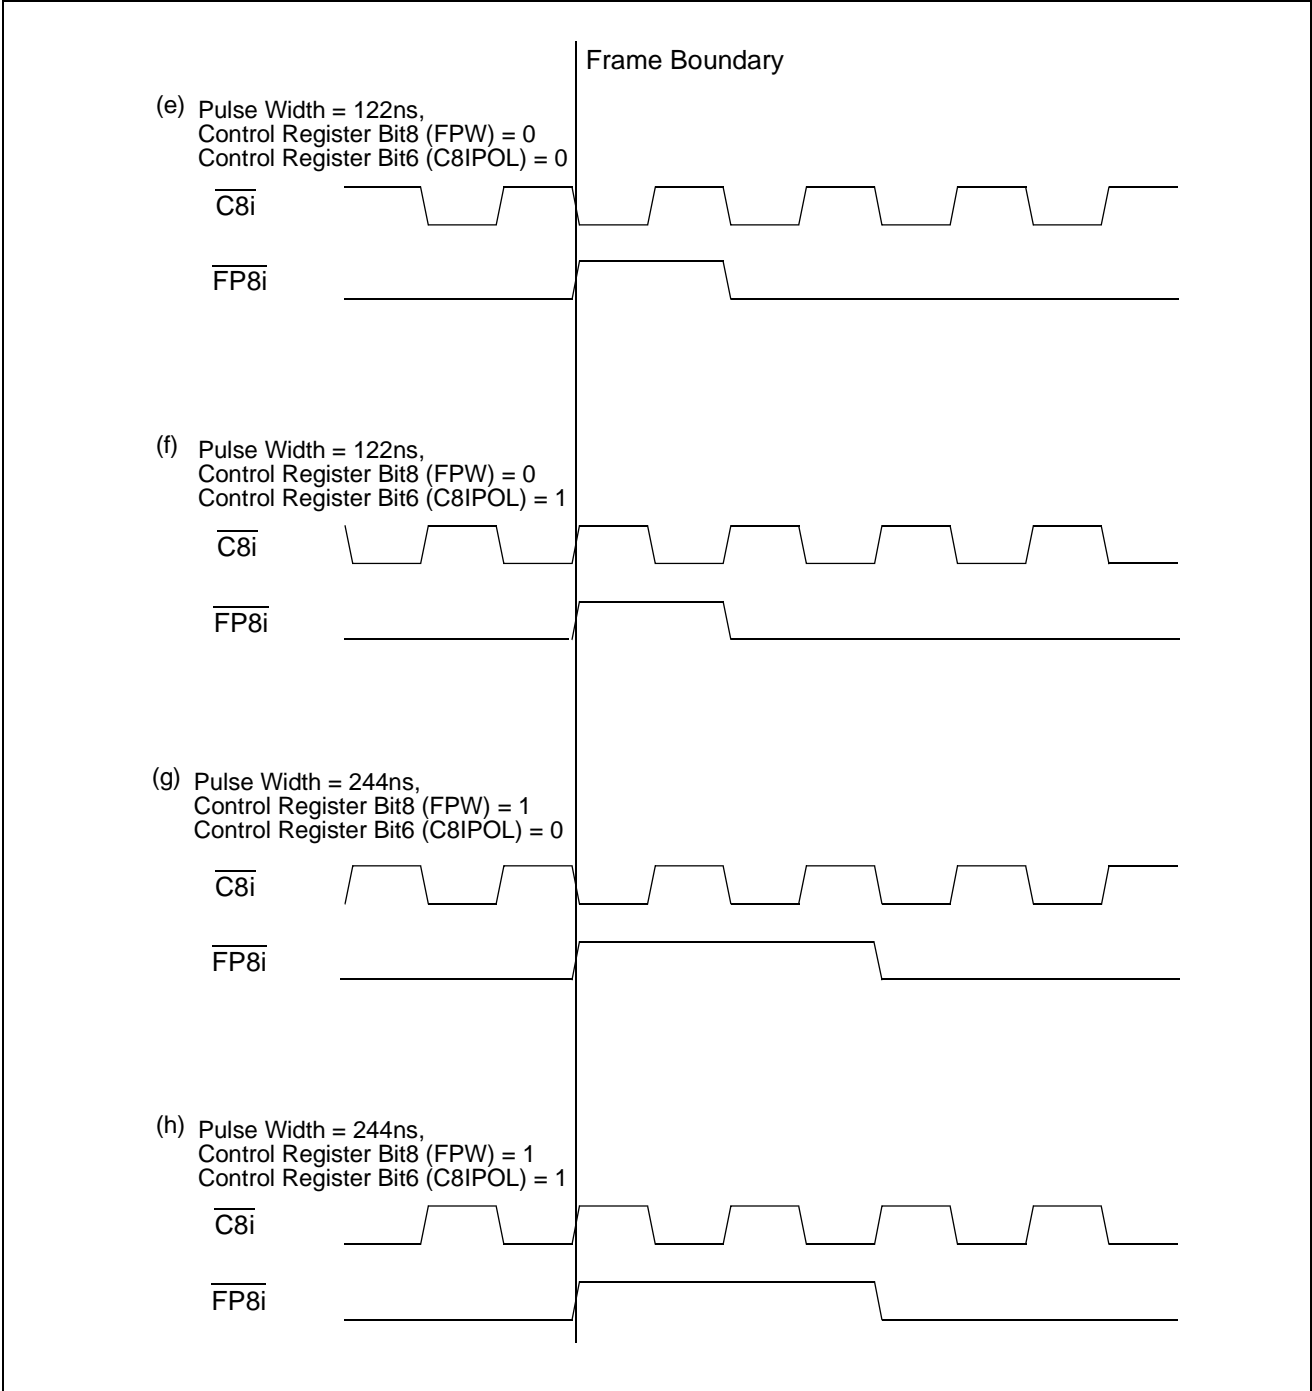 Frame Boundary
(e) Pulse Width = 122ns,
Control Register Bit8 (FPW) = 0
Control Register Bit6 (C8IPOL) = 0
C8i
FP8i
(f) Pulse Width = 122ns,
Control Register Bit8 (FPW) = 0
Control Register Bit6 (C8IPOL) = 1
C8i
FP8i
(g) Pulse Width = 244ns,
Control Register Bit8 (FPW) = 1
Control Register Bit6 (C8IPOL) = 0
C8i
FP8i
(h) Pulse Width = 244ns,
Control Register Bit8 (FPW) = 1
Control Register Bit6 (C8IPOL) = 1
C8i
FP8i